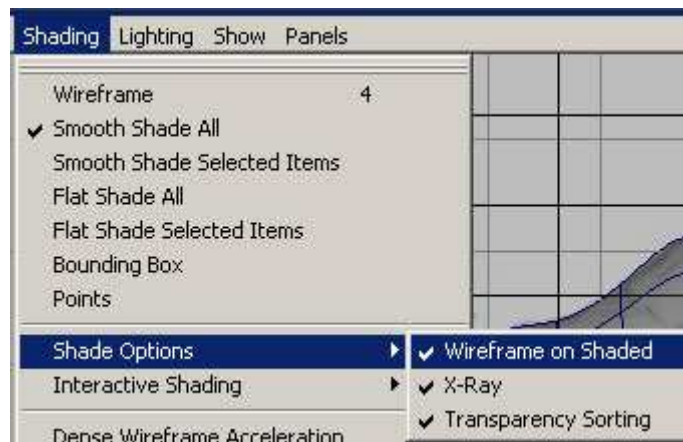 Shading Lighting Show Panels
Wireframe 4
Smooth Shade All
Smooth Shade Selected Items
Flat Shade All
Flat Shade Selected Items
Bounding Box
Points
Shade Options
Wireframe on Shaded
Interactive Shading
X-Ray
Transparency Sorting
Dense Wireframe Acceleration